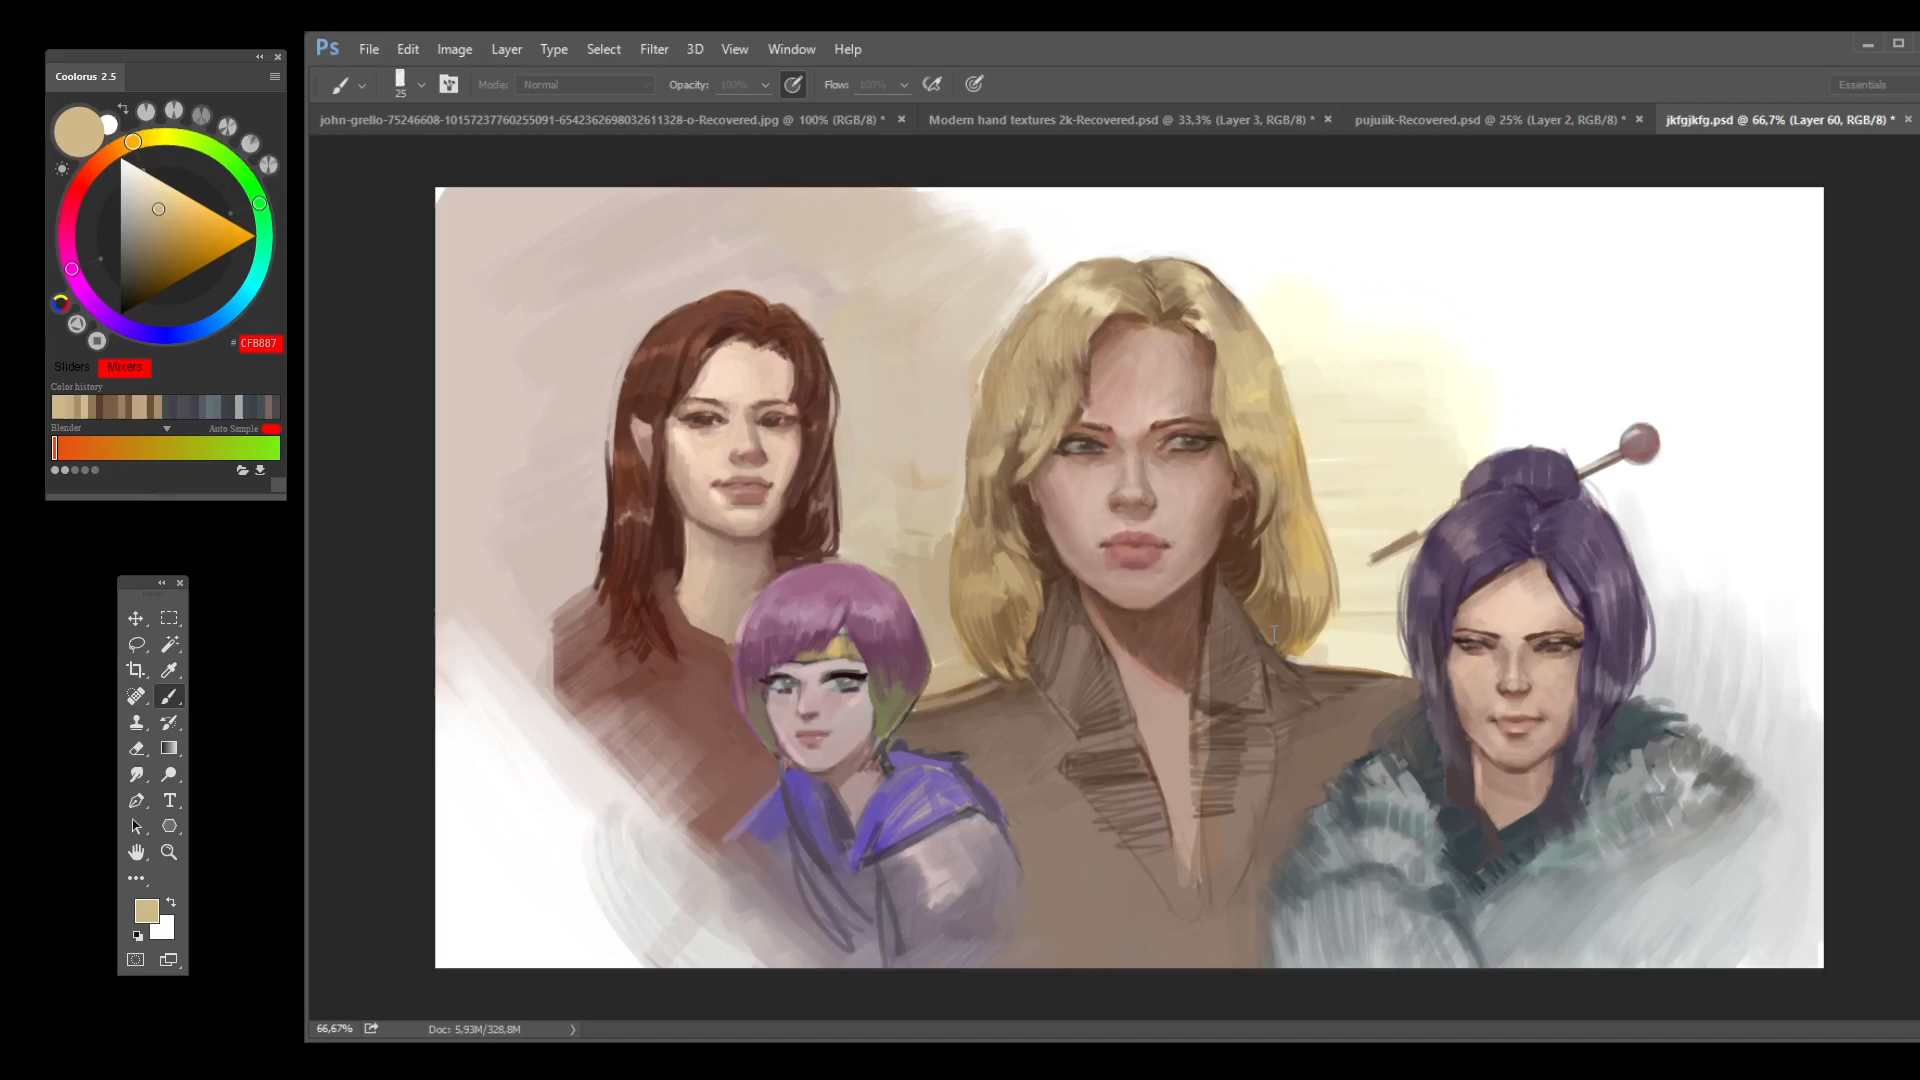 Coolorus 2.5
# CFB887
Sliders Mixers
Color history
Blender Auto Sample
Ps File Edit Image Layer Type Select Filter 3D View Window Help
25 Mode: Normal Opacity: 100% Flow: 100% Essentials
john-grello-75246608-10157237760255091-6542362698032611328-o-Recovered.jpg @ 100% (RGB/8) * Modern hand textures 2k-Recovered.psd @ 33,3% (Layer 3, RGB/8) * pujuiik-Recovered.psd @ 25% (Layer 2, RGB/8) * jkfgjkfg.psd @ 66,7% (Layer 60, RGB/8) *
66,67% Doc: 5,93M/328,8M